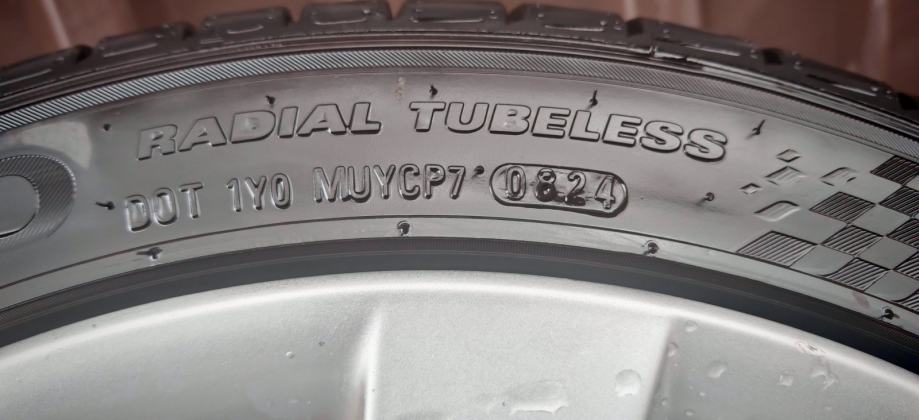 RADIAL TUBELESS
DOT 1Y0 MUYCP7 0824